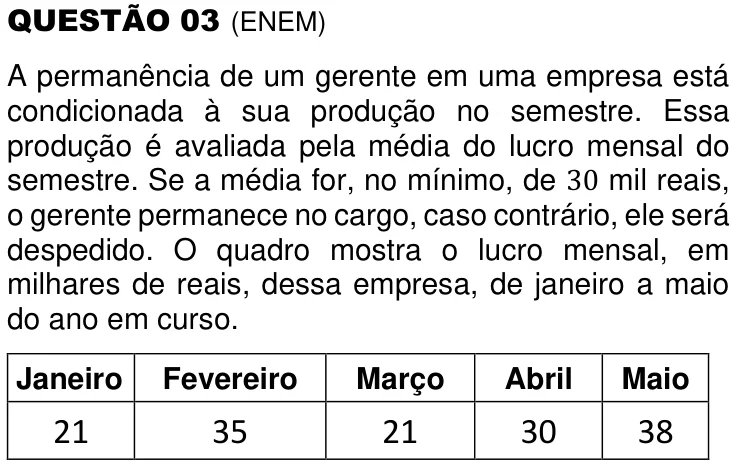 QUESTÃO 03 (ENEM)
A permanência de um gerente em uma empresa está
condicionada à sua produção no semestre. Essa
produção é avaliada pela média do lucro mensal do
semestre. Se a média for, no mínimo, de 30 mil reais,
o gerente permanece no cargo, caso contrário, ele será
despedido. O quadro mostra o lucro mensal, em
milhares de reais, dessa empresa, de janeiro a maio
do ano em curso.
Janeiro Fevereiro Março Abril Maio
21 35 21 30 38